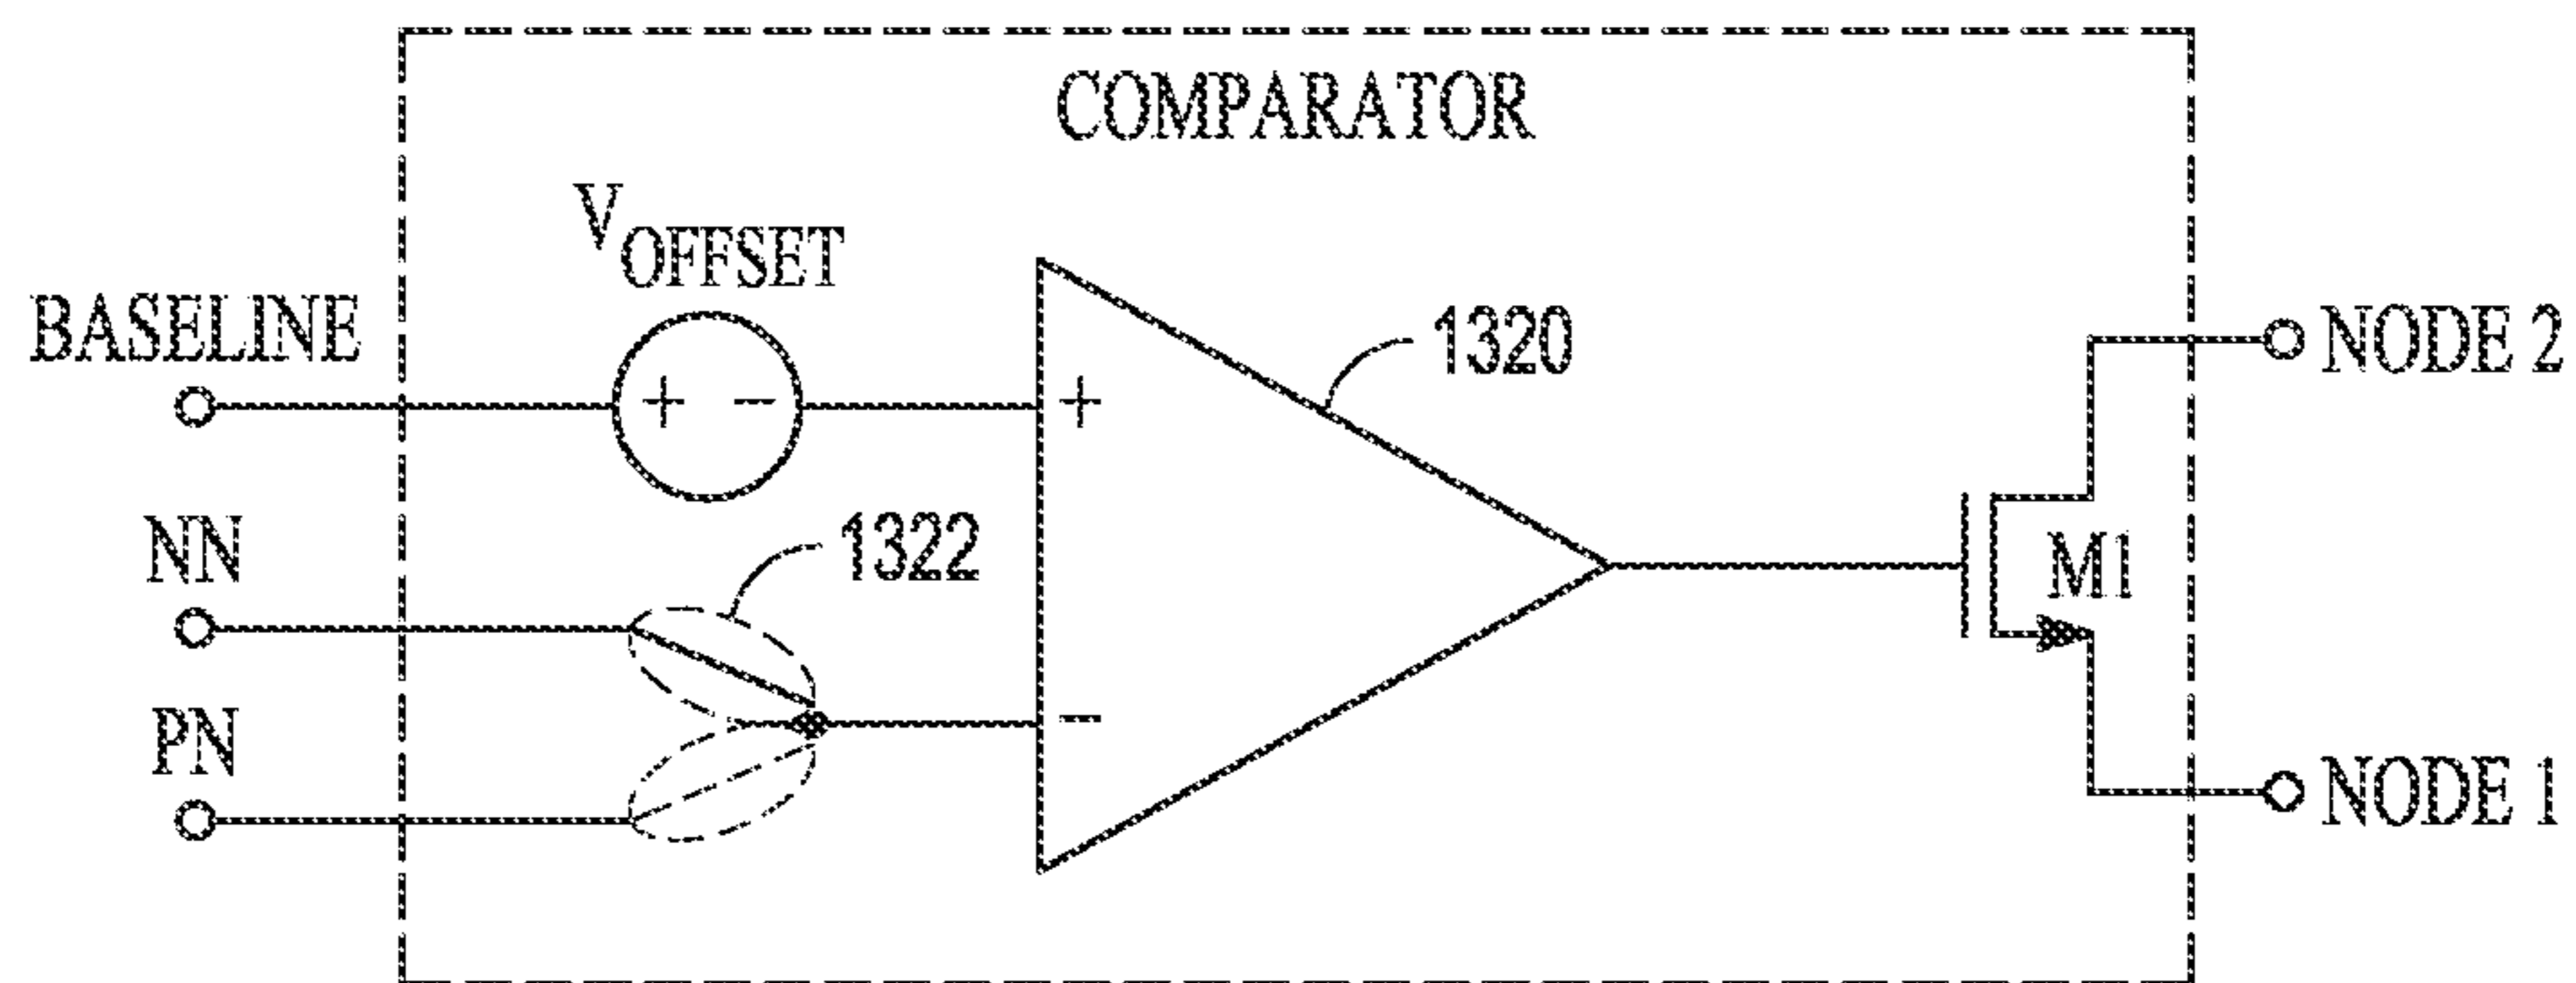 COMPARATOR
VOFFSET
BASELINE
1320
NODE 2
+ −
+
NN
1322
M1
PN
−
NODE 1